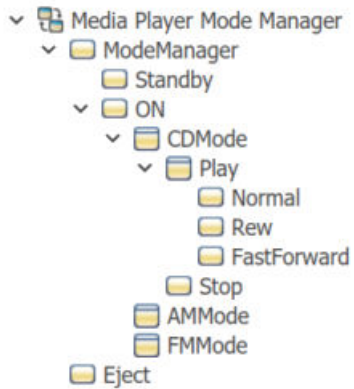 Media Player Mode Manager
ModeManager
Standby
ON
CDMode
Play
Normal
Rew
FastForward
Stop
AMMode
FMMode
Eject